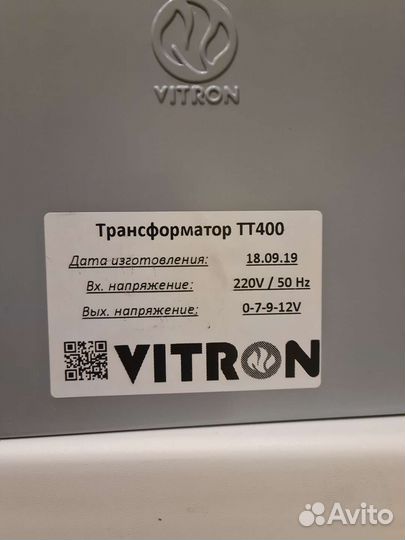 VITRON
Трансформатор ТТ400
Дата изготовления: 18.09.19
Вх. напряжение: 220V / 50 Hz
Вых. напряжение: 0-7-9-12V
VITRON
Avito